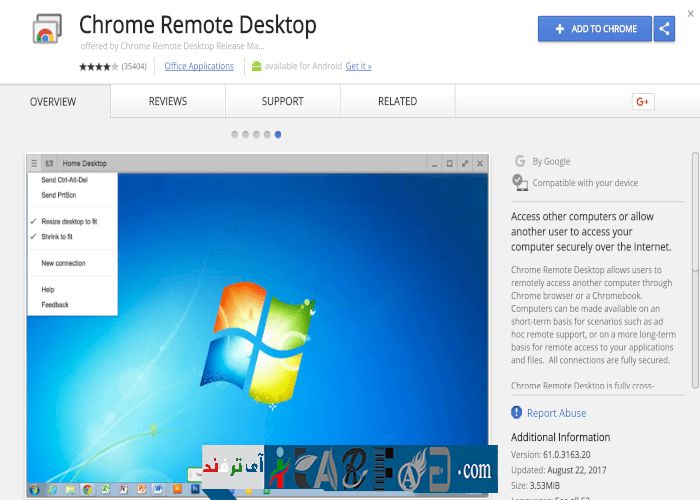 Chrome Remote Desktop
offered by Chrome Remote Desktop Release Ma...
(35404)
Office Applications
available for Android
Get it »
+ ADD TO CHROME
OVERVIEW
REVIEWS
SUPPORT
RELATED
G+
Home Desktop
Send Ctrl-Alt-Del
Send PrtScn
Resize desktop to fit
Shrink to fit
New connection
Help
Feedback
By Google
Compatible with your device
Access other computers or allow
another user to access your
computer securely over the Internet.
Chrome Remote Desktop allows users to
remotely access another computer through
Chrome browser or a Chromebook.
Computers can be made available on an
short-term basis for scenarios such as ad
hoc remote support, or on a more long-term
basis for remote access to your applications
and files. All connections are fully secured.
Chrome Remote Desktop is fully cross-
Report Abuse
Additional Information
Version: 61.0.3163.20
Updated: August 22, 2017
Size: 3.53MiB
آی ترفند
.com